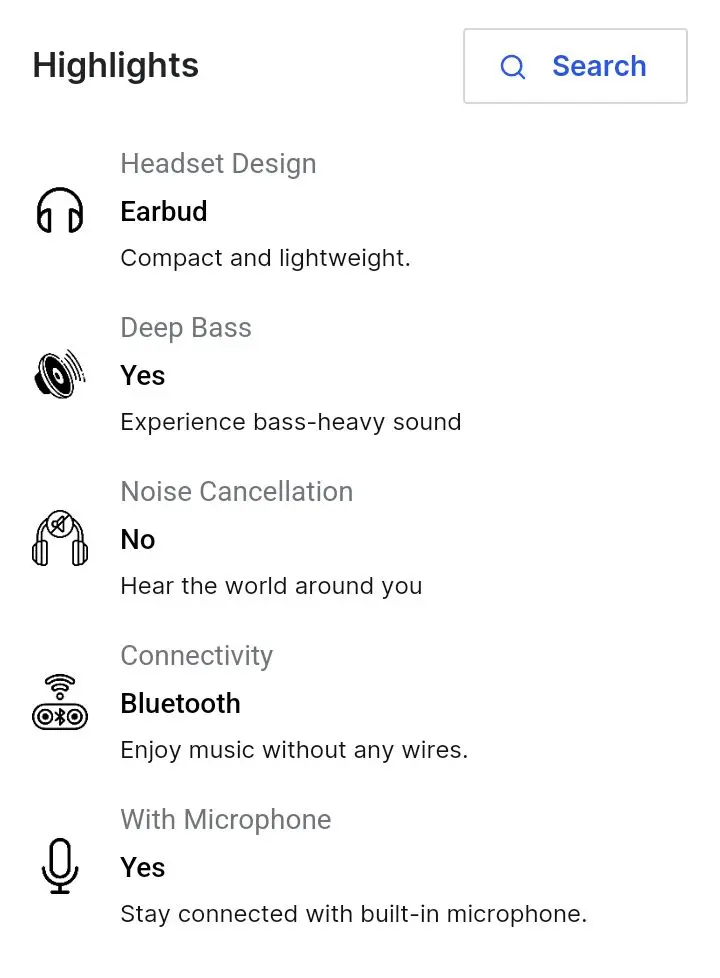 Highlights
Search
Headset Design
Earbud
Compact and lightweight.
Deep Bass
Yes
Experience bass-heavy sound
Noise Cancellation
No
Hear the world around you
Connectivity
Bluetooth
Enjoy music without any wires.
With Microphone
Yes
Stay connected with built-in microphone.